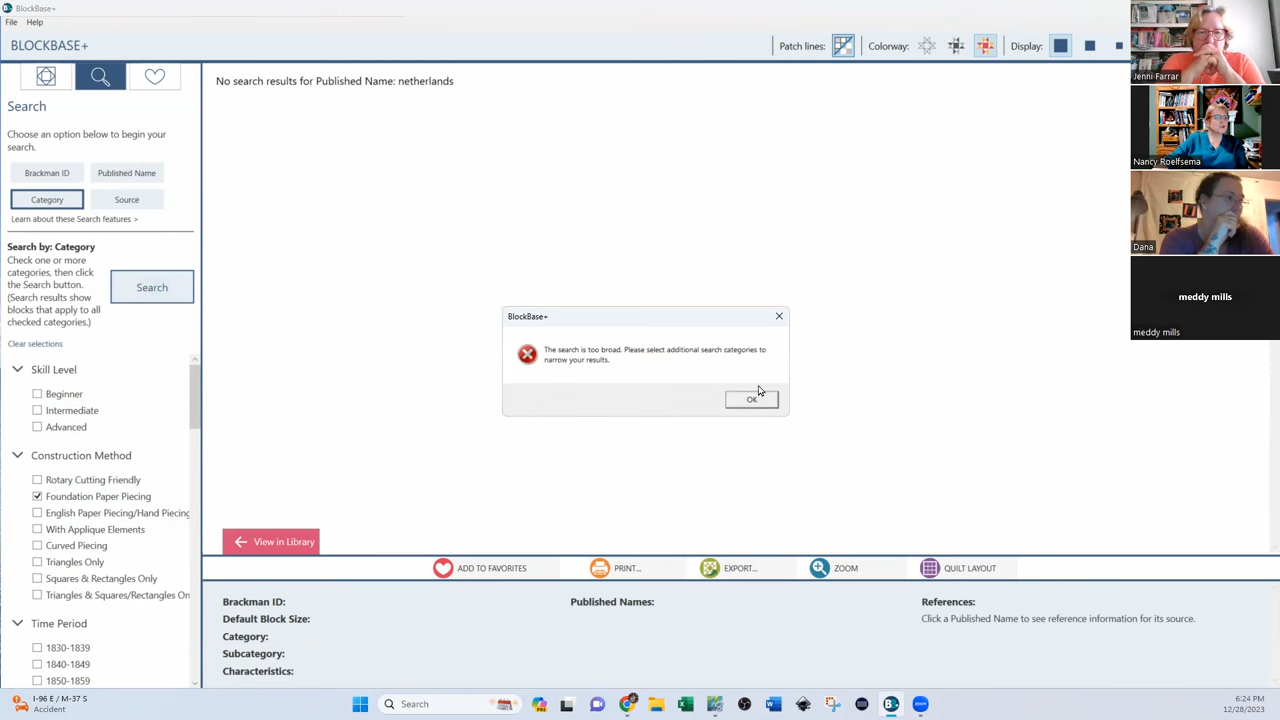 BlockBase+
File Help
BLOCKBASE+
Patch lines:
Colorway:
Display:
Search
Choose an option below to begin your
search.
Brackman ID
Published Name
Category
Source
Learn about these Search features >
Search by: Category
Check one or more
categories, then click
the Search button.
(Search results show
blocks that apply to all
checked categories.)
Search
Clear selections
Skill Level
Beginner
Intermediate
Advanced
Construction Method
Rotary Cutting Friendly
Foundation Paper Piecing
English Paper Piecing/Hand Piecing
With Applique Elements
Curved Piecing
Triangles Only
Squares & Rectangles Only
Triangles & Squares/Rectangles On
Time Period
1830-1839
1840-1849
1850-1859
No search results for Published Name: netherlands
BlockBase+
The search is too broad. Please select additional search categories to
narrow your results.
OK
View in Library
ADD TO FAVORITES
PRINT...
EXPORT...
ZOOM
QUILT LAYOUT
Brackman ID:
Default Block Size:
Category:
Subcategory:
Characteristics:
Published Names:
References:
Click a Published Name to see reference information for its source.
Jenni Farrar
Nancy Roelfsema
Dana
meddy mills
meddy mills
I-96 E / M-37 S
Accident
Search
6:24 PM
12/28/2023